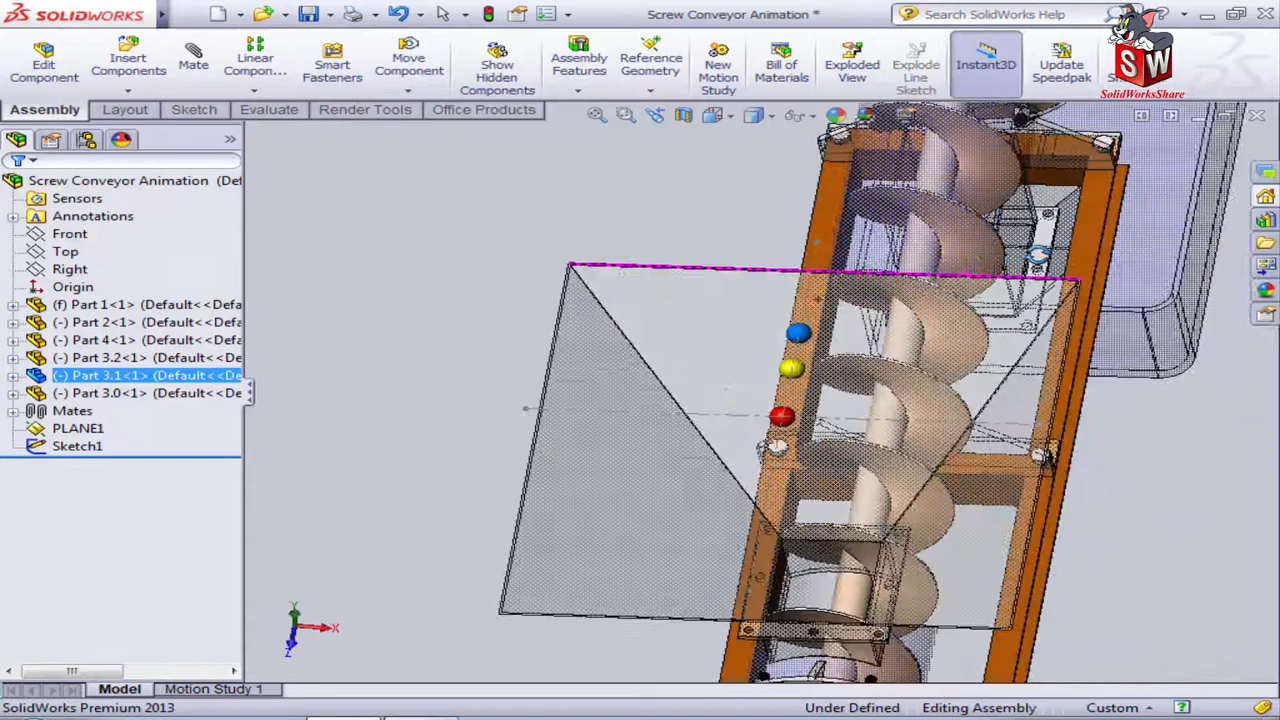 SOLIDWORKS
Screw Conveyor Animation *
Search SolidWorks Help
Edit
Component
Insert
Components
Mate
Linear
Compon...
Smart
Fasteners
Move
Component
Show
Hidden
Components
Assembly
Features
Reference
Geometry
New
Motion
Study
Bill of
Materials
Exploded
View
Explode
Line
Sketch
Instant3D
Update
Speedpak
SW
SolidWorksShare
Assembly
Layout
Sketch
Evaluate
Render Tools
Office Products
Screw Conveyor Animation (Def
Sensors
Annotations
Front
Top
Right
Origin
(f) Part 1<1> (Default<<Defa
(-) Part 2<1> (Default<<Defa
(-) Part 4<1> (Default<<Defa
(-) Part 3.2<1> (Default<<De
(-) Part 3.1<1> (Default<<De
(-) Part 3.0<1> (Default<<De
Mates
PLANE1
Sketch1
Y
X
Z
Model
Motion Study 1
SolidWorks Premium 2013
Under Defined
Editing Assembly
Custom